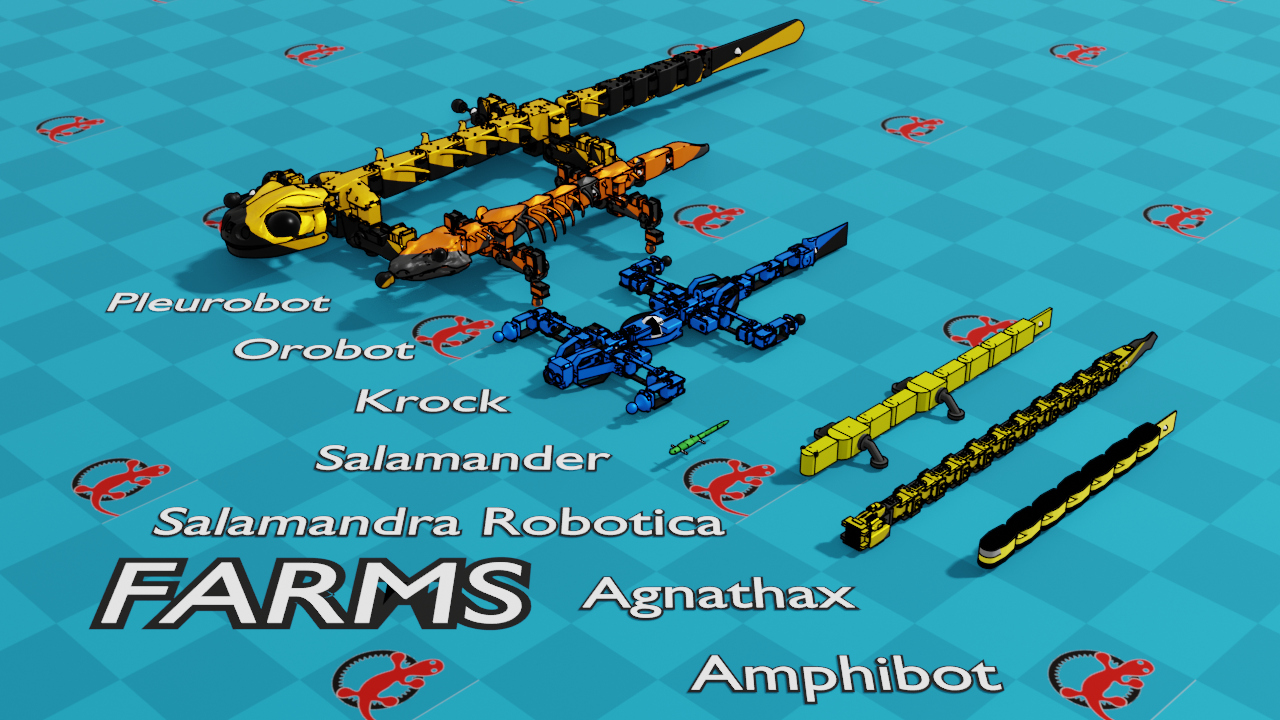 Pleurobot
Orobot
Krock
Salamander
Salamandra Robotica
FARMS
Agnathax
Amphibot